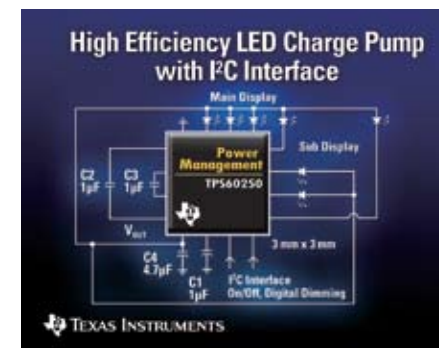 High Efficiency LED Charge Pump
with I²C Interface
Main Display
Sub Display
Power
Management
TPS60250
C2
1µF
C3
1µF
V OUT
3 mm x 3 mm
C4
4.7µF
C1
1µF
I²C Interface
On/Off, Digital Dimming
TEXAS INSTRUMENTS